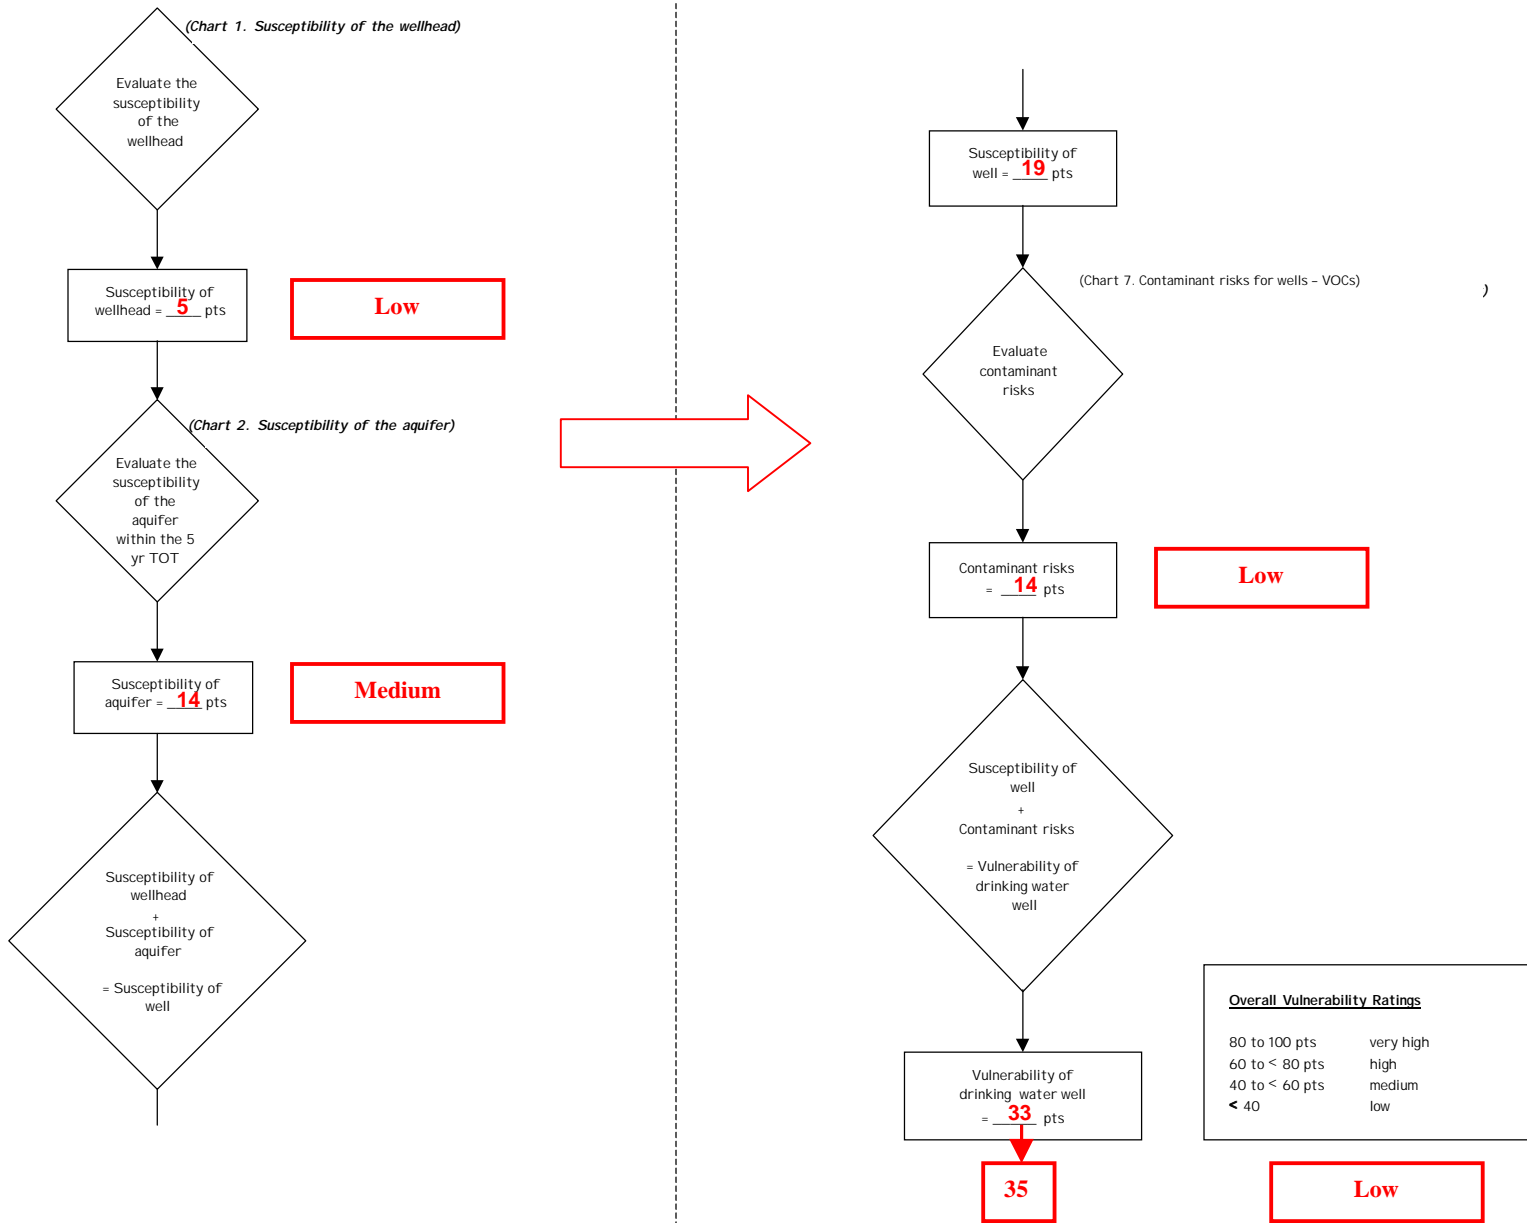 (Chart 1. Susceptibility of the wellhead)
Evaluate the
susceptibility
of the
wellhead
Susceptibility of
wellhead = 5 pts
Low
(Chart 2. Susceptibility of the aquifer)
Evaluate the
susceptibility
of the
aquifer
within the 5
yr TOT
Susceptibility of
aquifer = 14 pts
Medium
Susceptibility of
wellhead
+
Susceptibility of
aquifer
= Susceptibility of
well
Susceptibility of
well = 19 pts
(Chart 7. Contaminant risks for wells – VOCs)
)
Evaluate
contaminant
risks
Contaminant risks
= 14 pts
Low
Susceptibility of
well
+
Contaminant risks
= Vulnerability of
drinking water
well
Vulnerability of
drinking water well
= 33 pts
35
Overall Vulnerability Ratings
80 to 100 pts very high
60 to < 80 pts high
40 to < 60 pts medium
< 40 low
Low